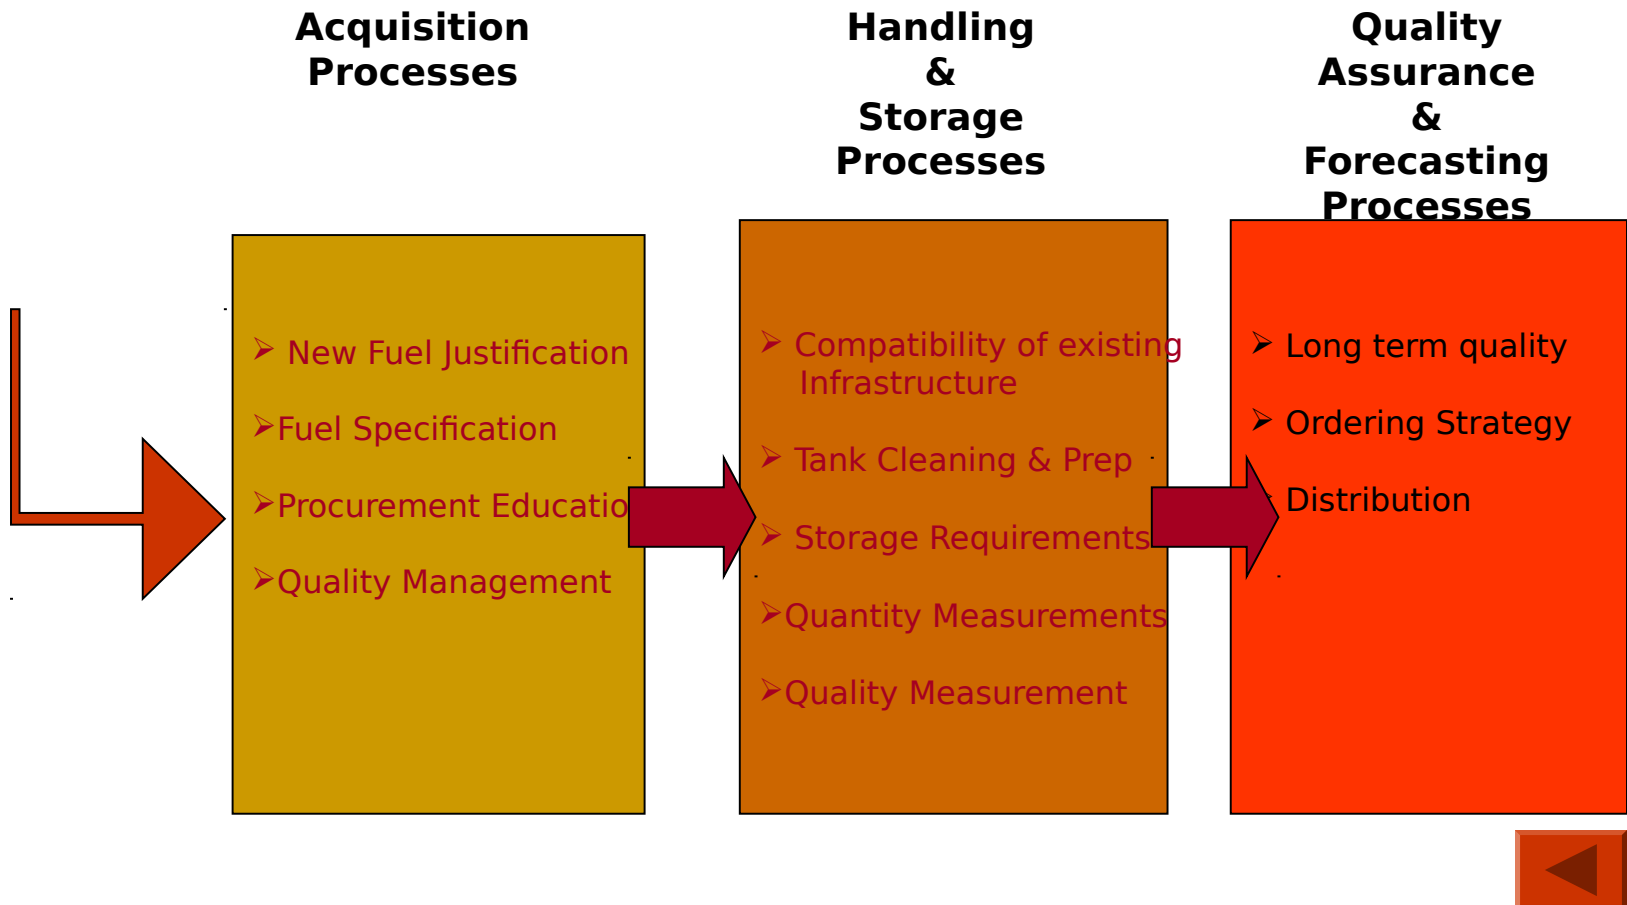 Acquisition
Processes
Handling
&
Storage
Processes
Quality
Assurance
&
Forecasting
Processes
➢ New Fuel Justification
➢Fuel Specification
➢Procurement Educatio
➢Quality Management
➢ Compatibility of existing
Infrastructure
➢ Tank Cleaning & Prep
➢ Storage Requirements
➢Quantity Measurements
➢Quality Measurement
➢ Long term quality
➢ Ordering Strategy
➢ Distribution